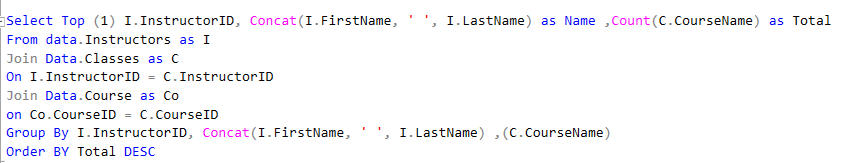 Select Top (1) I.InstructorID, Concat(I.FirstName, ' ', I.LastName) as Name ,Count(C.CourseName) as Total
From data.Instructors as I
Join Data.Classes as C
On I.InstructorID = C.InstructorID
Join Data.Course as Co
on Co.CourseID = C.CourseID
Group By I.InstructorID, Concat(I.FirstName, ' ', I.LastName) ,(C.CourseName)
Order BY Total DESC